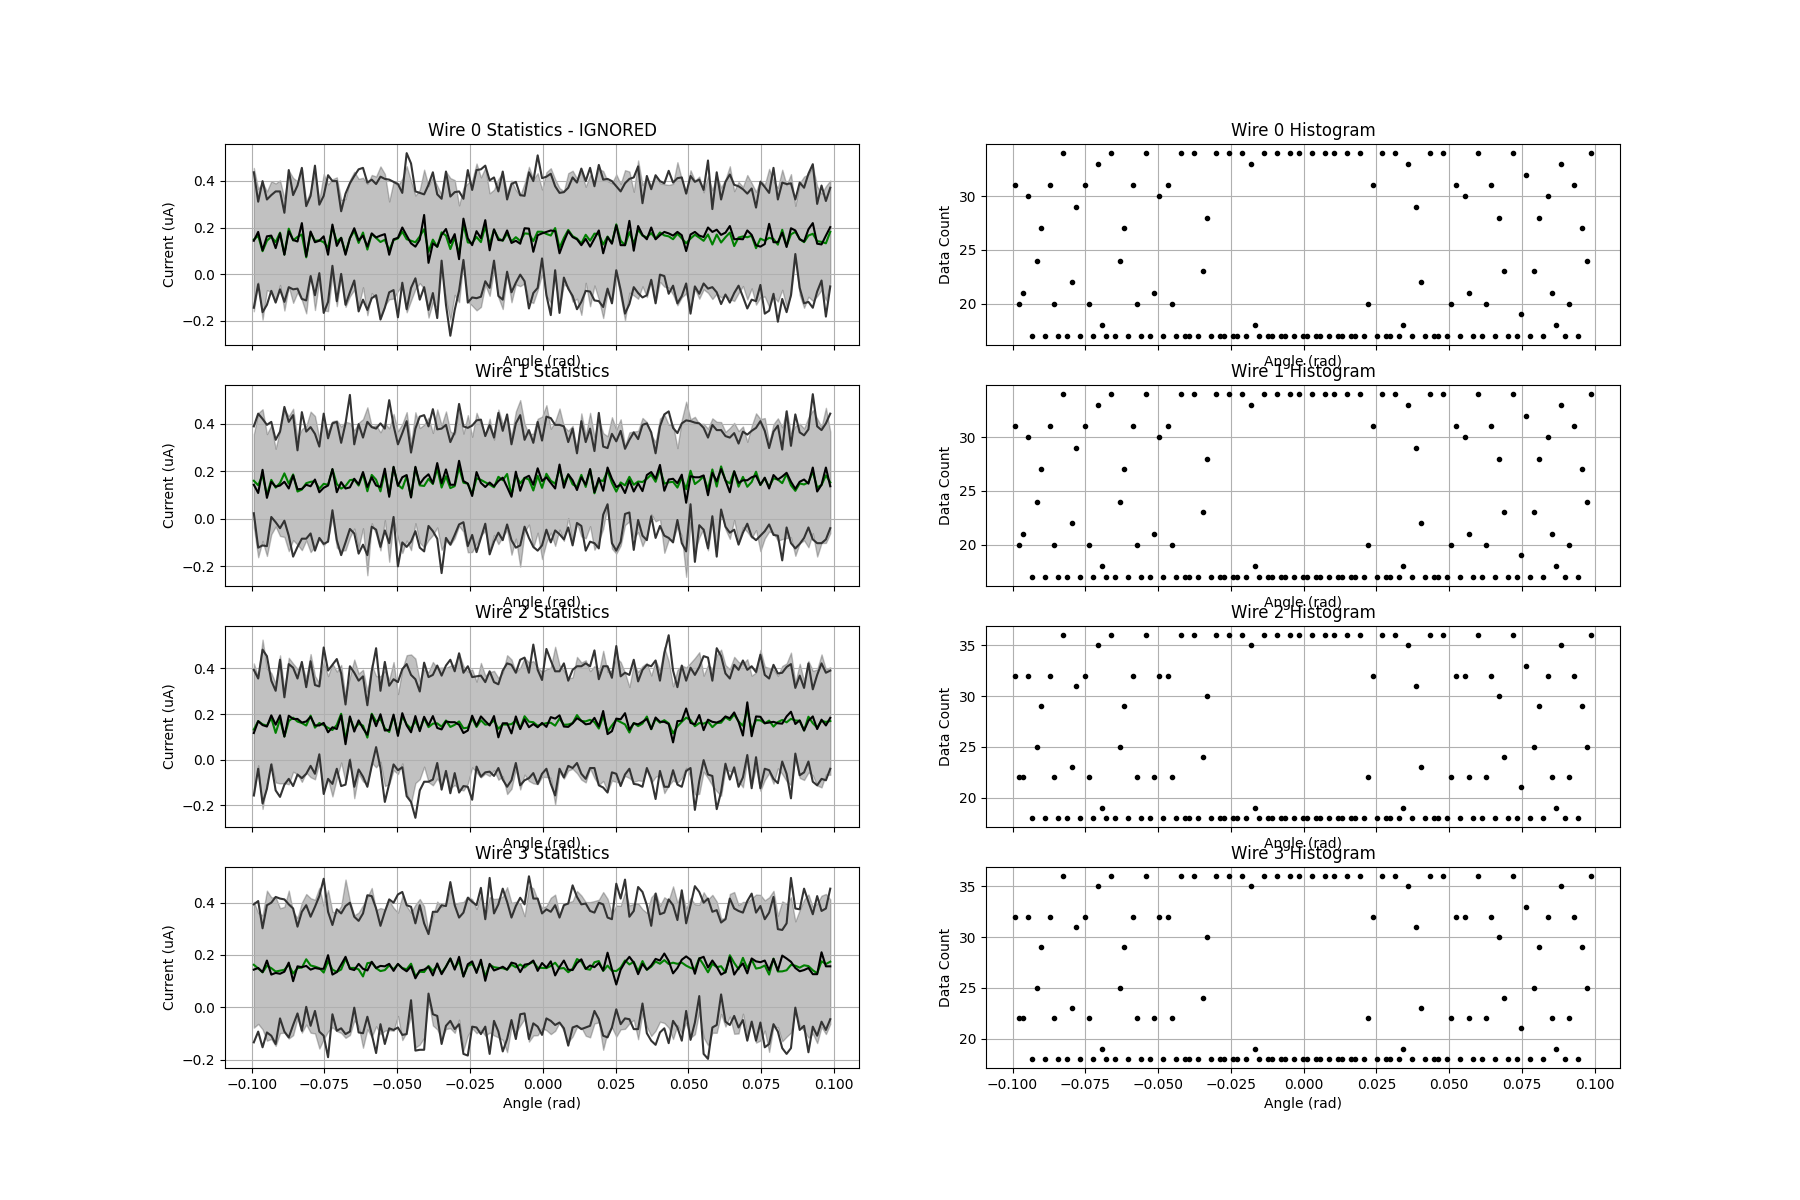 Wire 0 Statistics - IGNORED
Current (uA)
0.4
0.2
0.0
−0.2
Angle (rad)
Wire 0 Histogram
Data Count
30
25
20
Angle (rad)
Wire 1 Statistics
Current (uA)
0.4
0.2
0.0
−0.2
Angle (rad)
Wire 1 Histogram
Data Count
30
25
20
Angle (rad)
Wire 2 Statistics
Current (uA)
0.4
0.2
0.0
−0.2
Angle (rad)
Wire 2 Histogram
Data Count
35
30
25
20
Angle (rad)
Wire 3 Statistics
Current (uA)
0.4
0.2
0.0
−0.2
−0.100 −0.075 −0.050 −0.025 0.000 0.025 0.050 0.075 0.100
Angle (rad)
Wire 3 Histogram
Data Count
35
30
25
20
−0.100 −0.075 −0.050 −0.025 0.000 0.025 0.050 0.075 0.100
Angle (rad)